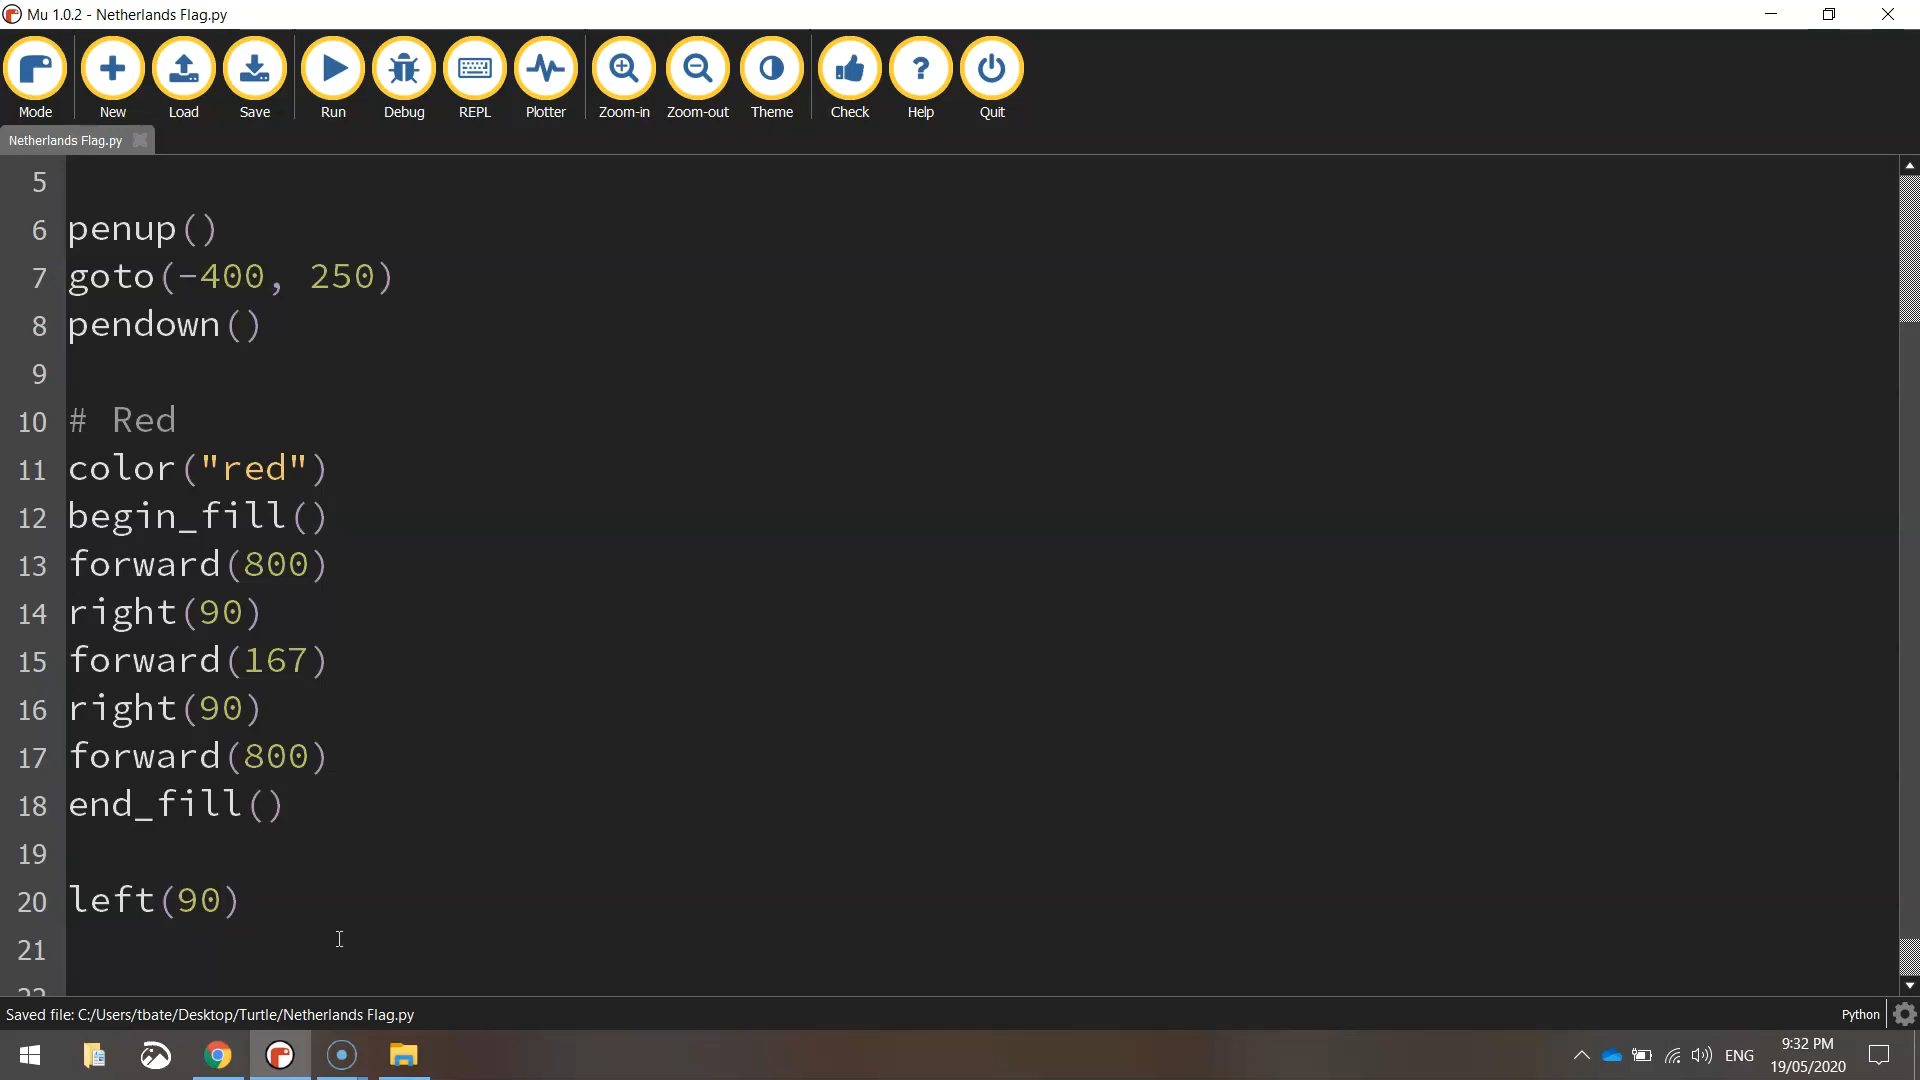 Mu 1.0.2 - Netherlands Flag.py
Mode New Load Save Run Debug REPL Plotter Zoom-in Zoom-out Theme Check Help Quit
Netherlands Flag.py
5
6 penup()
7 goto(-400, 250)
8 pendown()
9
10 # Red
11 color("red")
12 begin_fill()
13 forward(800)
14 right(90)
15 forward(167)
16 right(90)
17 forward(800)
18 end_fill()
19
20 left(90)
21
22
Saved file: C:/Users/tbate/Desktop/Turtle/Netherlands Flag.py Python
ENG 9:32 PM
19/05/2020